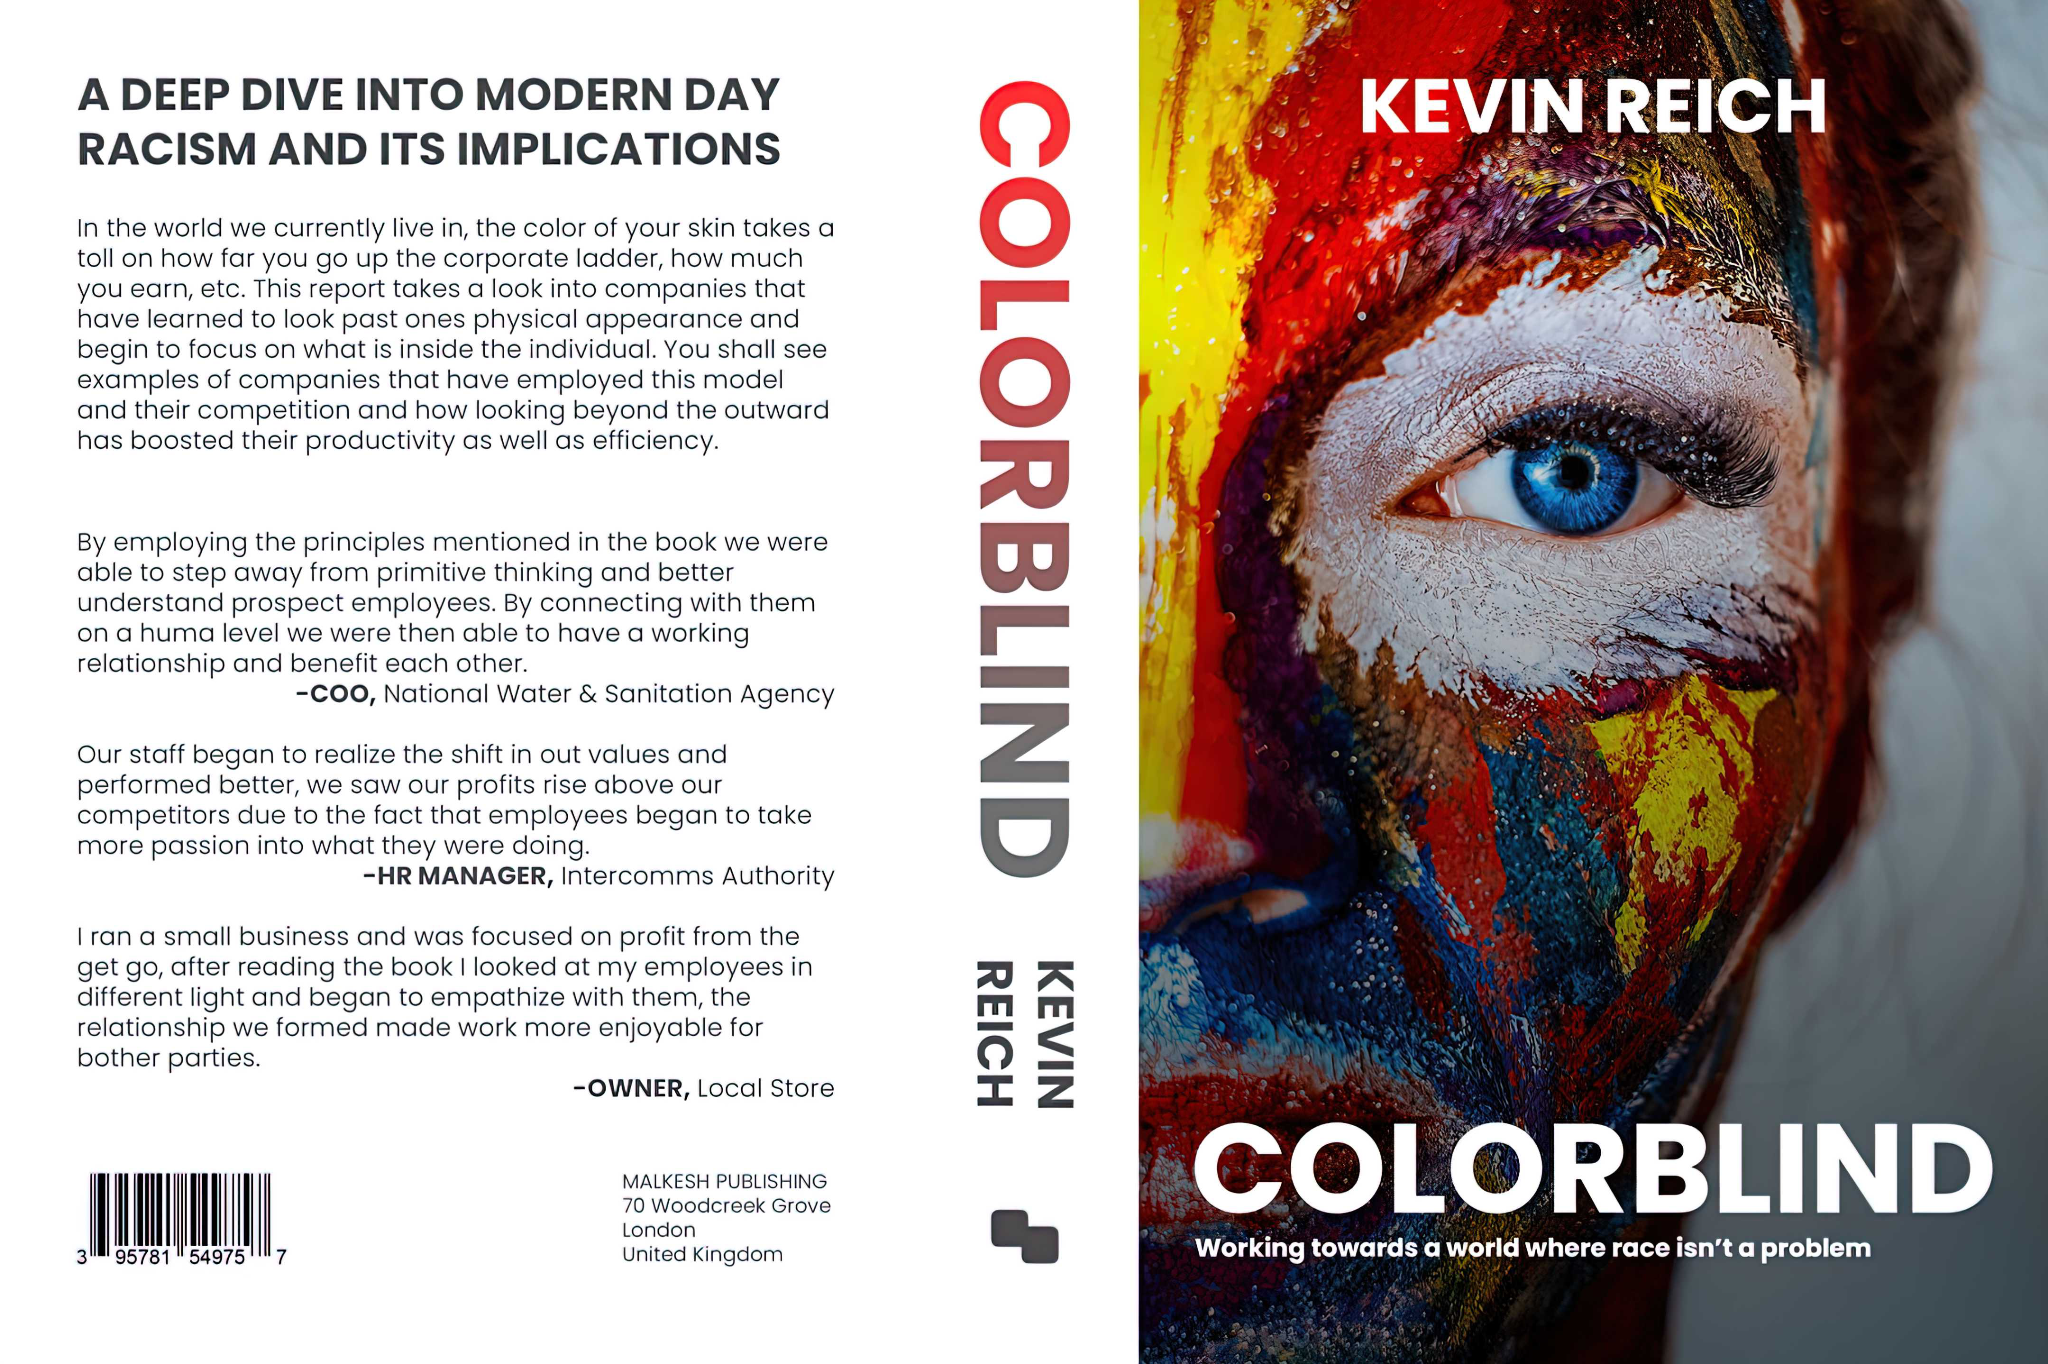 A DEEP DIVE INTO MODERN DAY
RACISM AND ITS IMPLICATIONS
In the world we currently live in, the color of your skin takes a
toll on how far you go up the corporate ladder, how much
you earn, etc. This report takes a look into companies that
have learned to look past ones physical appearance and
begin to focus on what is inside the individual. You shall see
examples of companies that have employed this model
and their competition and how looking beyond the outward
has boosted their productivity as well as efficiency.
By employing the principles mentioned in the book we were
able to step away from primitive thinking and better
understand prospect employees. By connecting with them
on a huma level we were then able to have a working
relationship and benefit each other.
-COO, National Water & Sanitation Agency
Our staff began to realize the shift in out values and
performed better, we saw our profits rise above our
competitors due to the fact that employees began to take
more passion into what they were doing.
-HR MANAGER, Intercomms Authority
I ran a small business and was focused on profit from the
get go, after reading the book I looked at my employees in
different light and began to empathize with them, the
relationship we formed made work more enjoyable for
bother parties.
-OWNER, Local Store
3 95781 54975 7
MALKESH PUBLISHING
70 Woodcreek Grove
London
United Kingdom
COLORBLIND
KEVIN
REICH
KEVIN REICH
COLORBLIND
Working towards a world where race isn't a problem